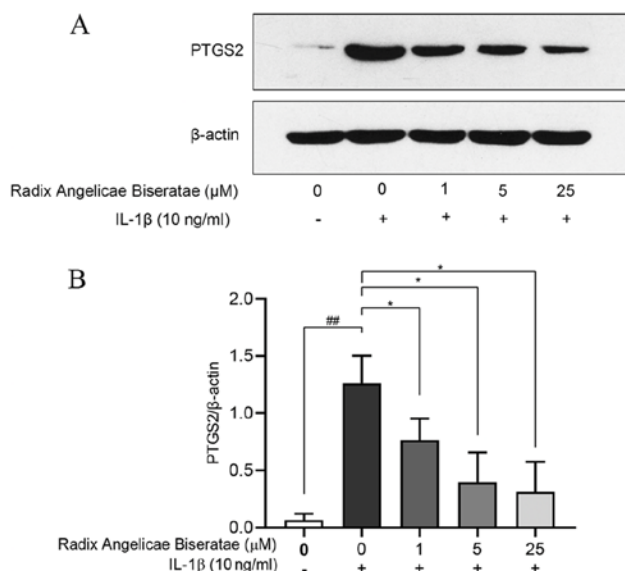 A
PTGS2
β-actin
Radix Angelicae Biseratae (μM) 0 0 1 5 25
IL-1β (10 ng/ml) - + + + +
B
PTGS2/β-actin
2.0
1.5
1.0
0.5
0.0
##
*
*
*
Radix Angelicae Biseratae (μM) 0 0 1 5 25
IL-1β (10 ng/ml) - + + + +